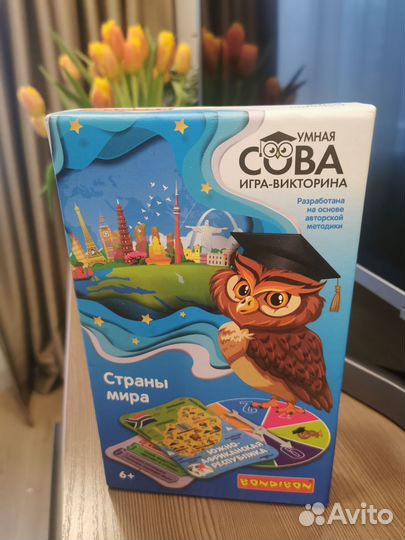 УМНАЯ
СОВА
ИГРА-ВИКТОРИНА
Разработана
на основе
авторской
методики
Страны
мира
ЮЖНО-
АФРИКАНСКАЯ
РЕСПУБЛИКА
6+
BONDIBON
Avito